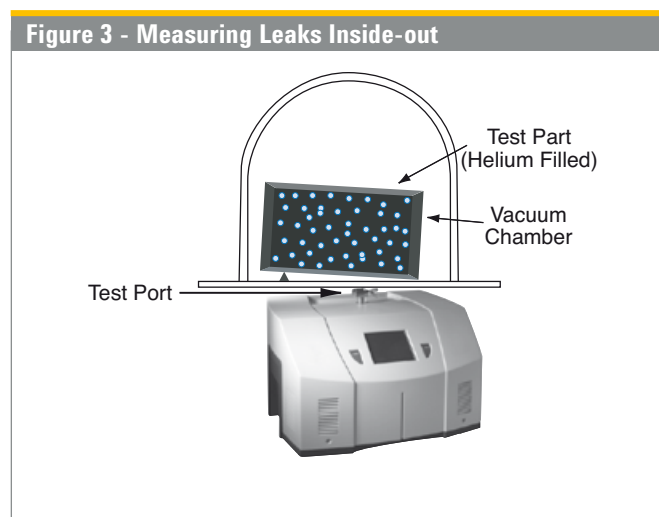 Figure 3 - Measuring Leaks Inside-out
Test Part
(Helium Filled)
Vacuum
Chamber
Test Port